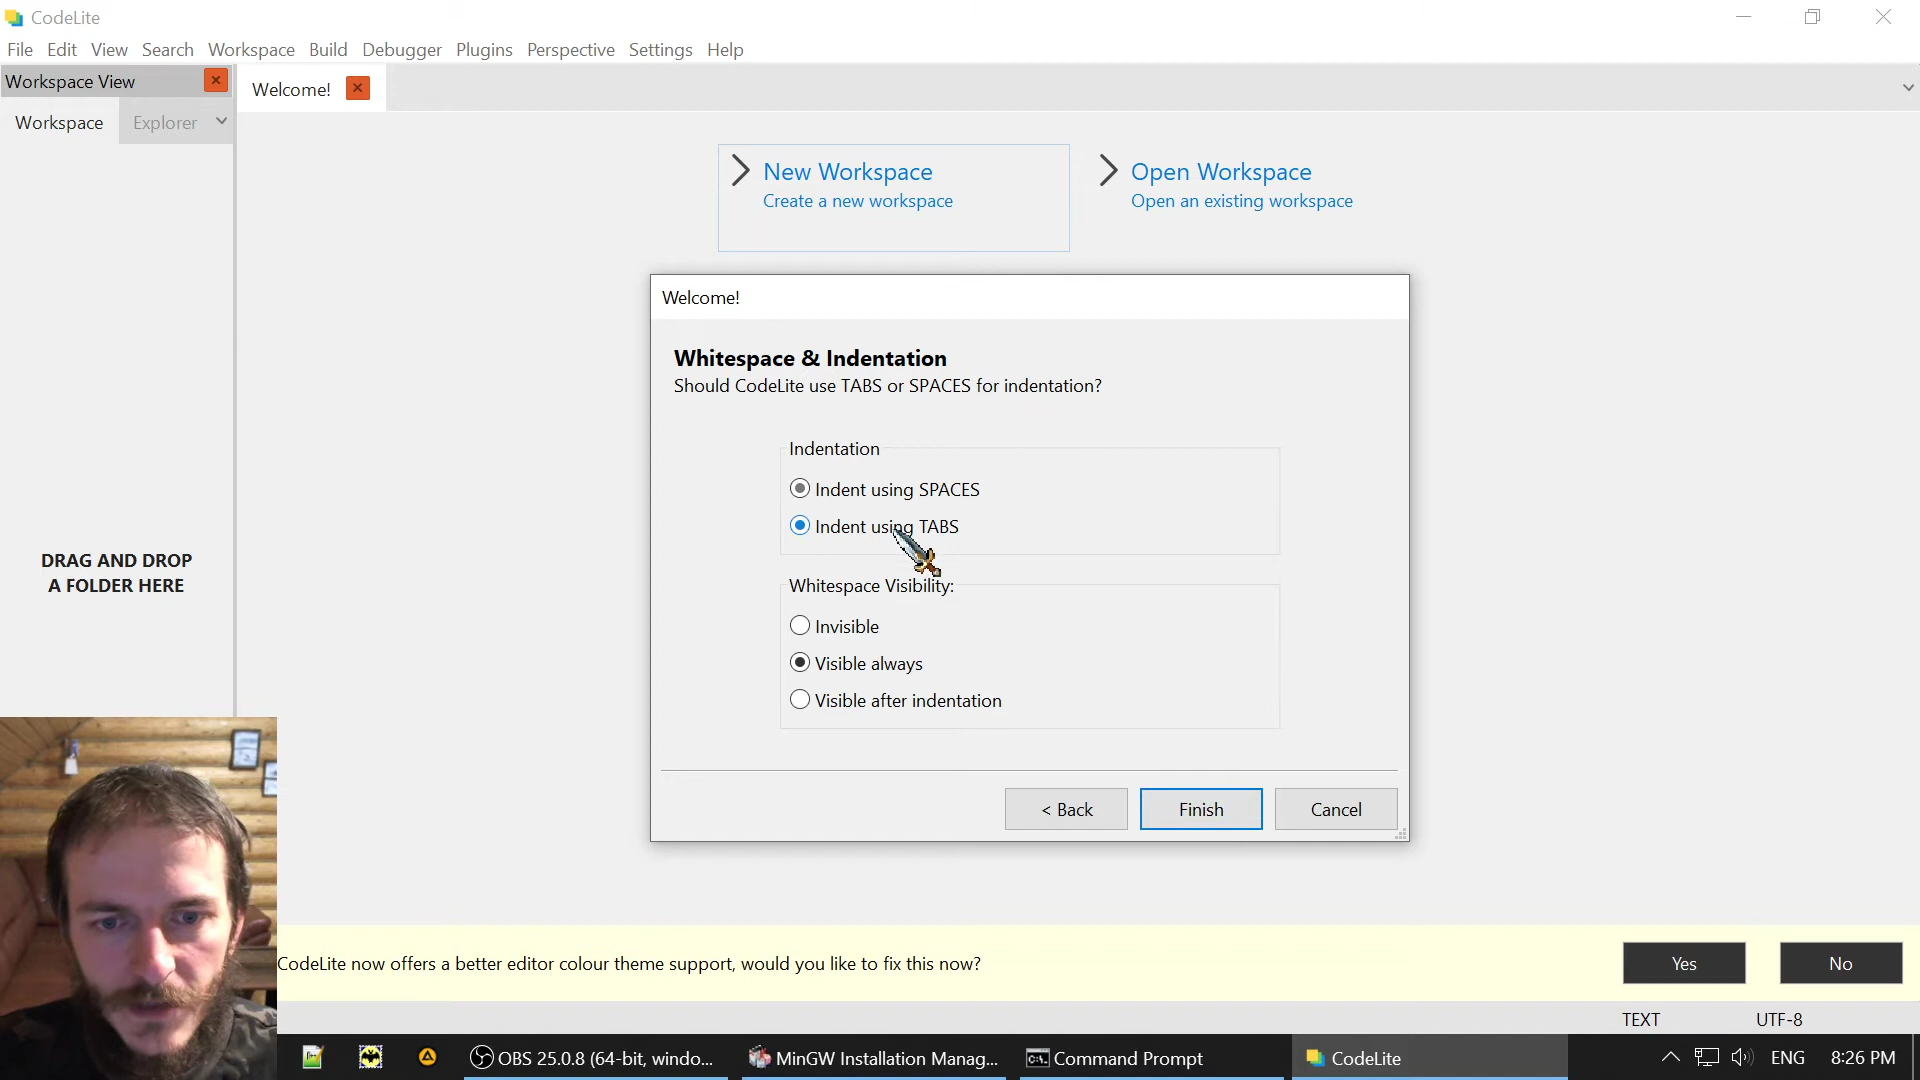 CodeLite
File Edit View Search Workspace Build Debugger Plugins Perspective Settings Help
Workspace View
Welcome!
Workspace Explorer
New Workspace
Create a new workspace
Open Workspace
Open an existing workspace
Welcome!
Whitespace & Indentation
Should CodeLite use TABS or SPACES for indentation?
Indentation
Indent using SPACES
Indent using TABS
Whitespace Visibility:
Invisible
Visible always
Visible after indentation
< Back Finish Cancel
DRAG AND DROP
A FOLDER HERE
CodeLite now offers a better editor colour theme support, would you like to fix this now?
Yes No
TEXT UTF-8
OBS 25.0.8 (64-bit, windo... MinGW Installation Manag... Command Prompt CodeLite ENG 8:26 PM